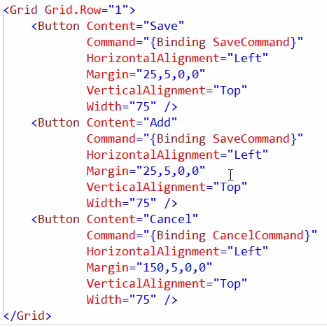 <Grid Grid.Row="1">
<Button Content="Save"
Command="{Binding SaveCommand}"
HorizontalAlignment="Left"
Margin="25,5,0,0"
VerticalAlignment="Top"
Width="75" />
<Button Content="Add"
Command="{Binding SaveCommand}"
HorizontalAlignment="Left"
Margin="25,5,0,0"
VerticalAlignment="Top"
Width="75" />
<Button Content="Cancel"
Command="{Binding CancelCommand}"
HorizontalAlignment="Left"
Margin="150,5,0,0"
VerticalAlignment="Top"
Width="75" />
</Grid>